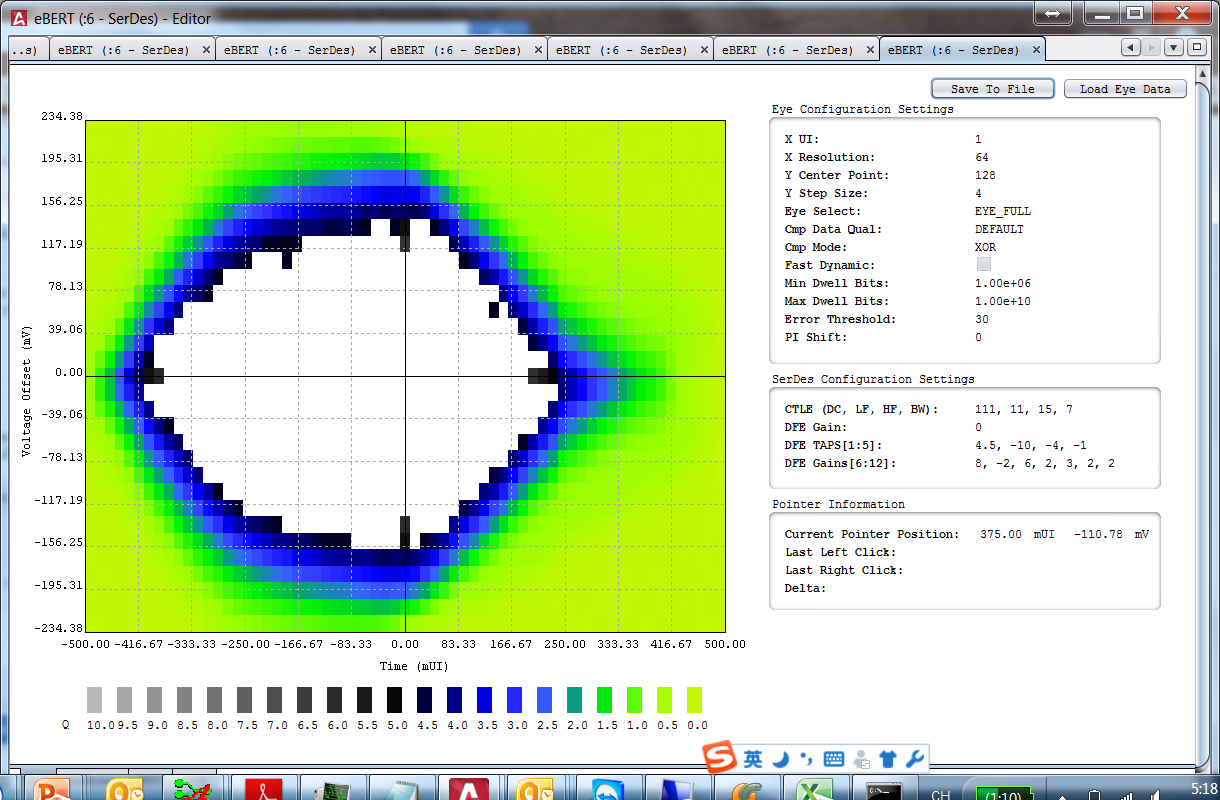 eBERT (:6 - SerDes) - Editor
..s) eBERT (:6 - SerDes) eBERT (:6 - SerDes) eBERT (:6 - SerDes) eBERT (:6 - SerDes) eBERT (:6 - SerDes) eBERT (:6 - SerDes)
Save To File Load Eye Data
Eye Configuration Settings
X UI: 1
X Resolution: 64
Y Center Point: 128
Y Step Size: 4
Eye Select: EYE_FULL
Cmp Data Qual: DEFAULT
Cmp Mode: XOR
Fast Dynamic:
Min Dwell Bits: 1.00e+06
Max Dwell Bits: 1.00e+10
Error Threshold: 30
PI Shift: 0
SerDes Configuration Settings
CTLE (DC, LF, HF, BW): 111, 11, 15, 7
DFE Gain: 0
DFE TAPS[1:5]: 4.5, -10, -4, -1
DFE Gains[6:12]: 8, -2, 6, 2, 3, 2, 2
Pointer Information
Current Pointer Position: 375.00 mUI -110.78 mV
Last Left Click:
Last Right Click:
Delta:
Voltage Offset (mV)
234.38
195.31
156.25
117.19
78.13
39.06
0.00
-39.06
-78.13
-117.19
-156.25
-195.31
-234.38
-500.00 -416.67 -333.33 -250.00 -166.67 -83.33 0.00 83.33 166.67 250.00 333.33 416.67 500.00
Time (mUI)
Q 10.0 9.5 9.0 8.5 8.0 7.5 7.0 6.5 6.0 5.5 5.0 4.5 4.0 3.5 3.0 2.5 2.0 1.5 1.0 0.5 0.0
英
CH (1:10) 5:18